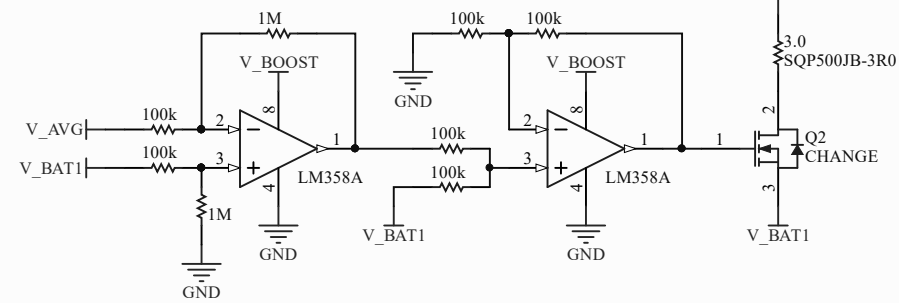 1M
100k
100k
3.0
SQP500JB-3R0
V_BOOST
V_BOOST
GND
8
8
2
100k
V_AVG
2
2
Q2
CHANGE
1
100k
1
1
100k
V_BAT1
3
3
100k
LM358A
LM358A
4
4
3
1M
V_BAT1
GND
GND
V_BAT1
GND